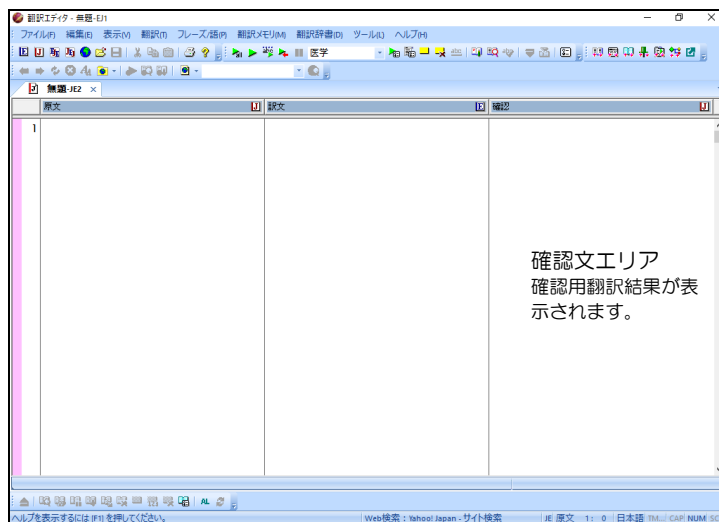 翻訳エディタ - 無題-EJ1
ファイル(F) 編集(E) 表示(V) 翻訳(T) フレーズ/語(P) 翻訳メモリ(M) 翻訳辞書(D) ツール(L) ヘルプ(H)
医学
無題-JE2
原文 J 訳文 E 確認 J
1
確認文エリア
確認用翻訳結果が表
示されます。
AL
ヘルプを表示するには [F1] を押してください。 Web検索 : Yahoo! Japan - サイト検索 JE 原文 1: 0 日本語 TM... CAP NUM SC